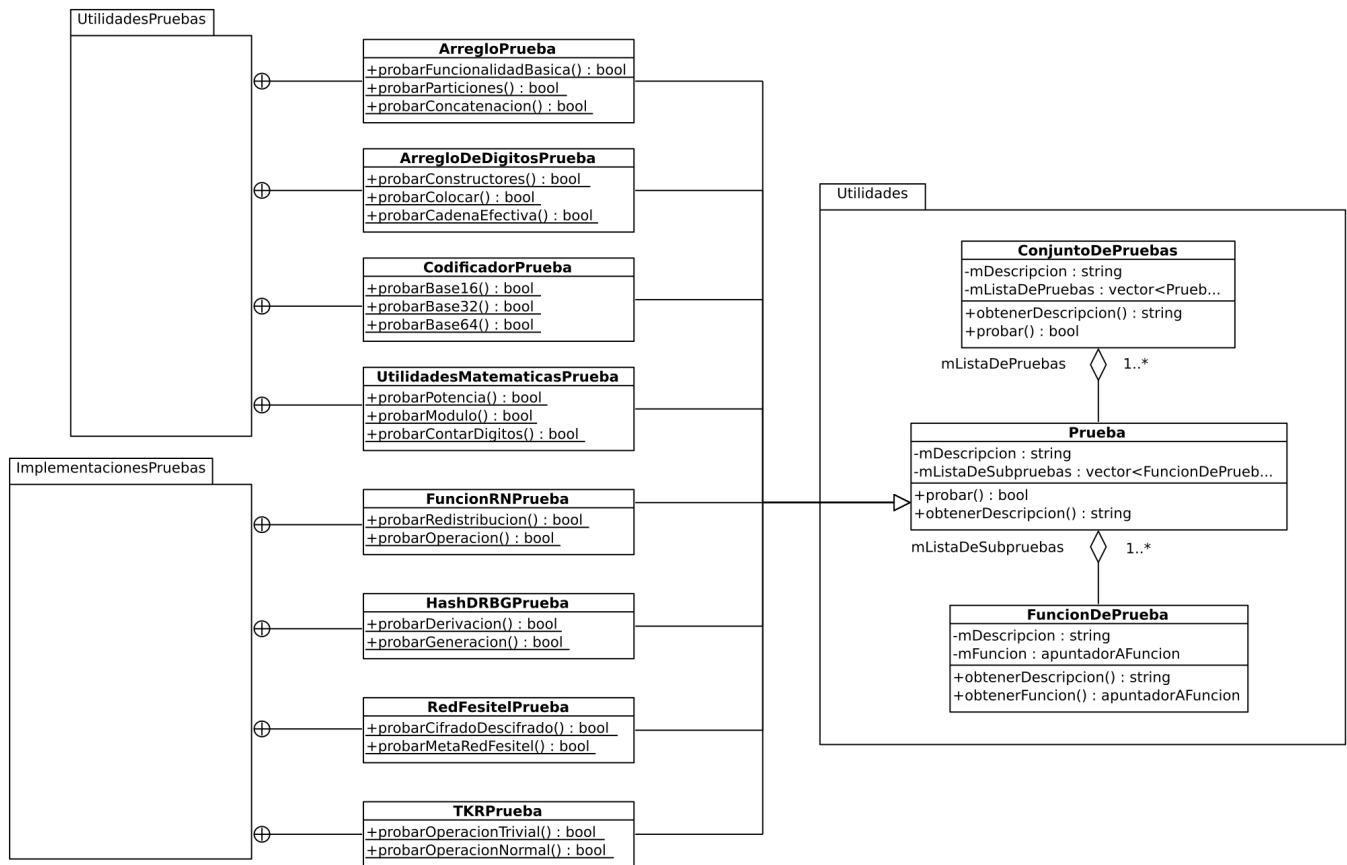 UtilidadesPruebas
ArregloPrueba
+probarFuncionalidadBasica() : bool
+probarParticiones() : bool
+probarConcatenacion() : bool
ArregloDeDigitosPrueba
+probarConstructores() : bool
+probarColocar() : bool
+probarCadenaEfectiva() : bool
CodificadorPrueba
+probarBase16() : bool
+probarBase32() : bool
+probarBase64() : bool
UtilidadesMatematicasPrueba
+probarPotencia() : bool
+probarModulo() : bool
+probarContarDigitos() : bool
ImplementacionesPruebas
FuncionRNPrueba
+probarRedistribucion() : bool
+probarOperacion() : bool
HashDRBGPrueba
+probarDerivacion() : bool
+probarGeneracion() : bool
RedFesitelPrueba
+probarCifradoDescifrado() : bool
+probarMetaRedFesitel() : bool
TKRPrueba
+probarOperacionTrivial() : bool
+probarOperacionNormal() : bool
Utilidades
ConjuntoDePruebas
-mDescripcion : string
-mListaDePruebas : vector<Prueb...
+obtenerDescripcion() : string
+probar() : bool
mListaDePruebas 1..*
Prueba
-mDescripcion : string
-mListaDeSubpruebas : vector<FuncionDePrueb...
+probar() : bool
+obtenerDescripcion() : string
mListaDeSubpruebas 1..*
FuncionDePrueba
-mDescripcion : string
-mFuncion : apuntadorAFuncion
+obtenerDescripcion() : string
+obtenerFuncion() : apuntadorAFuncion